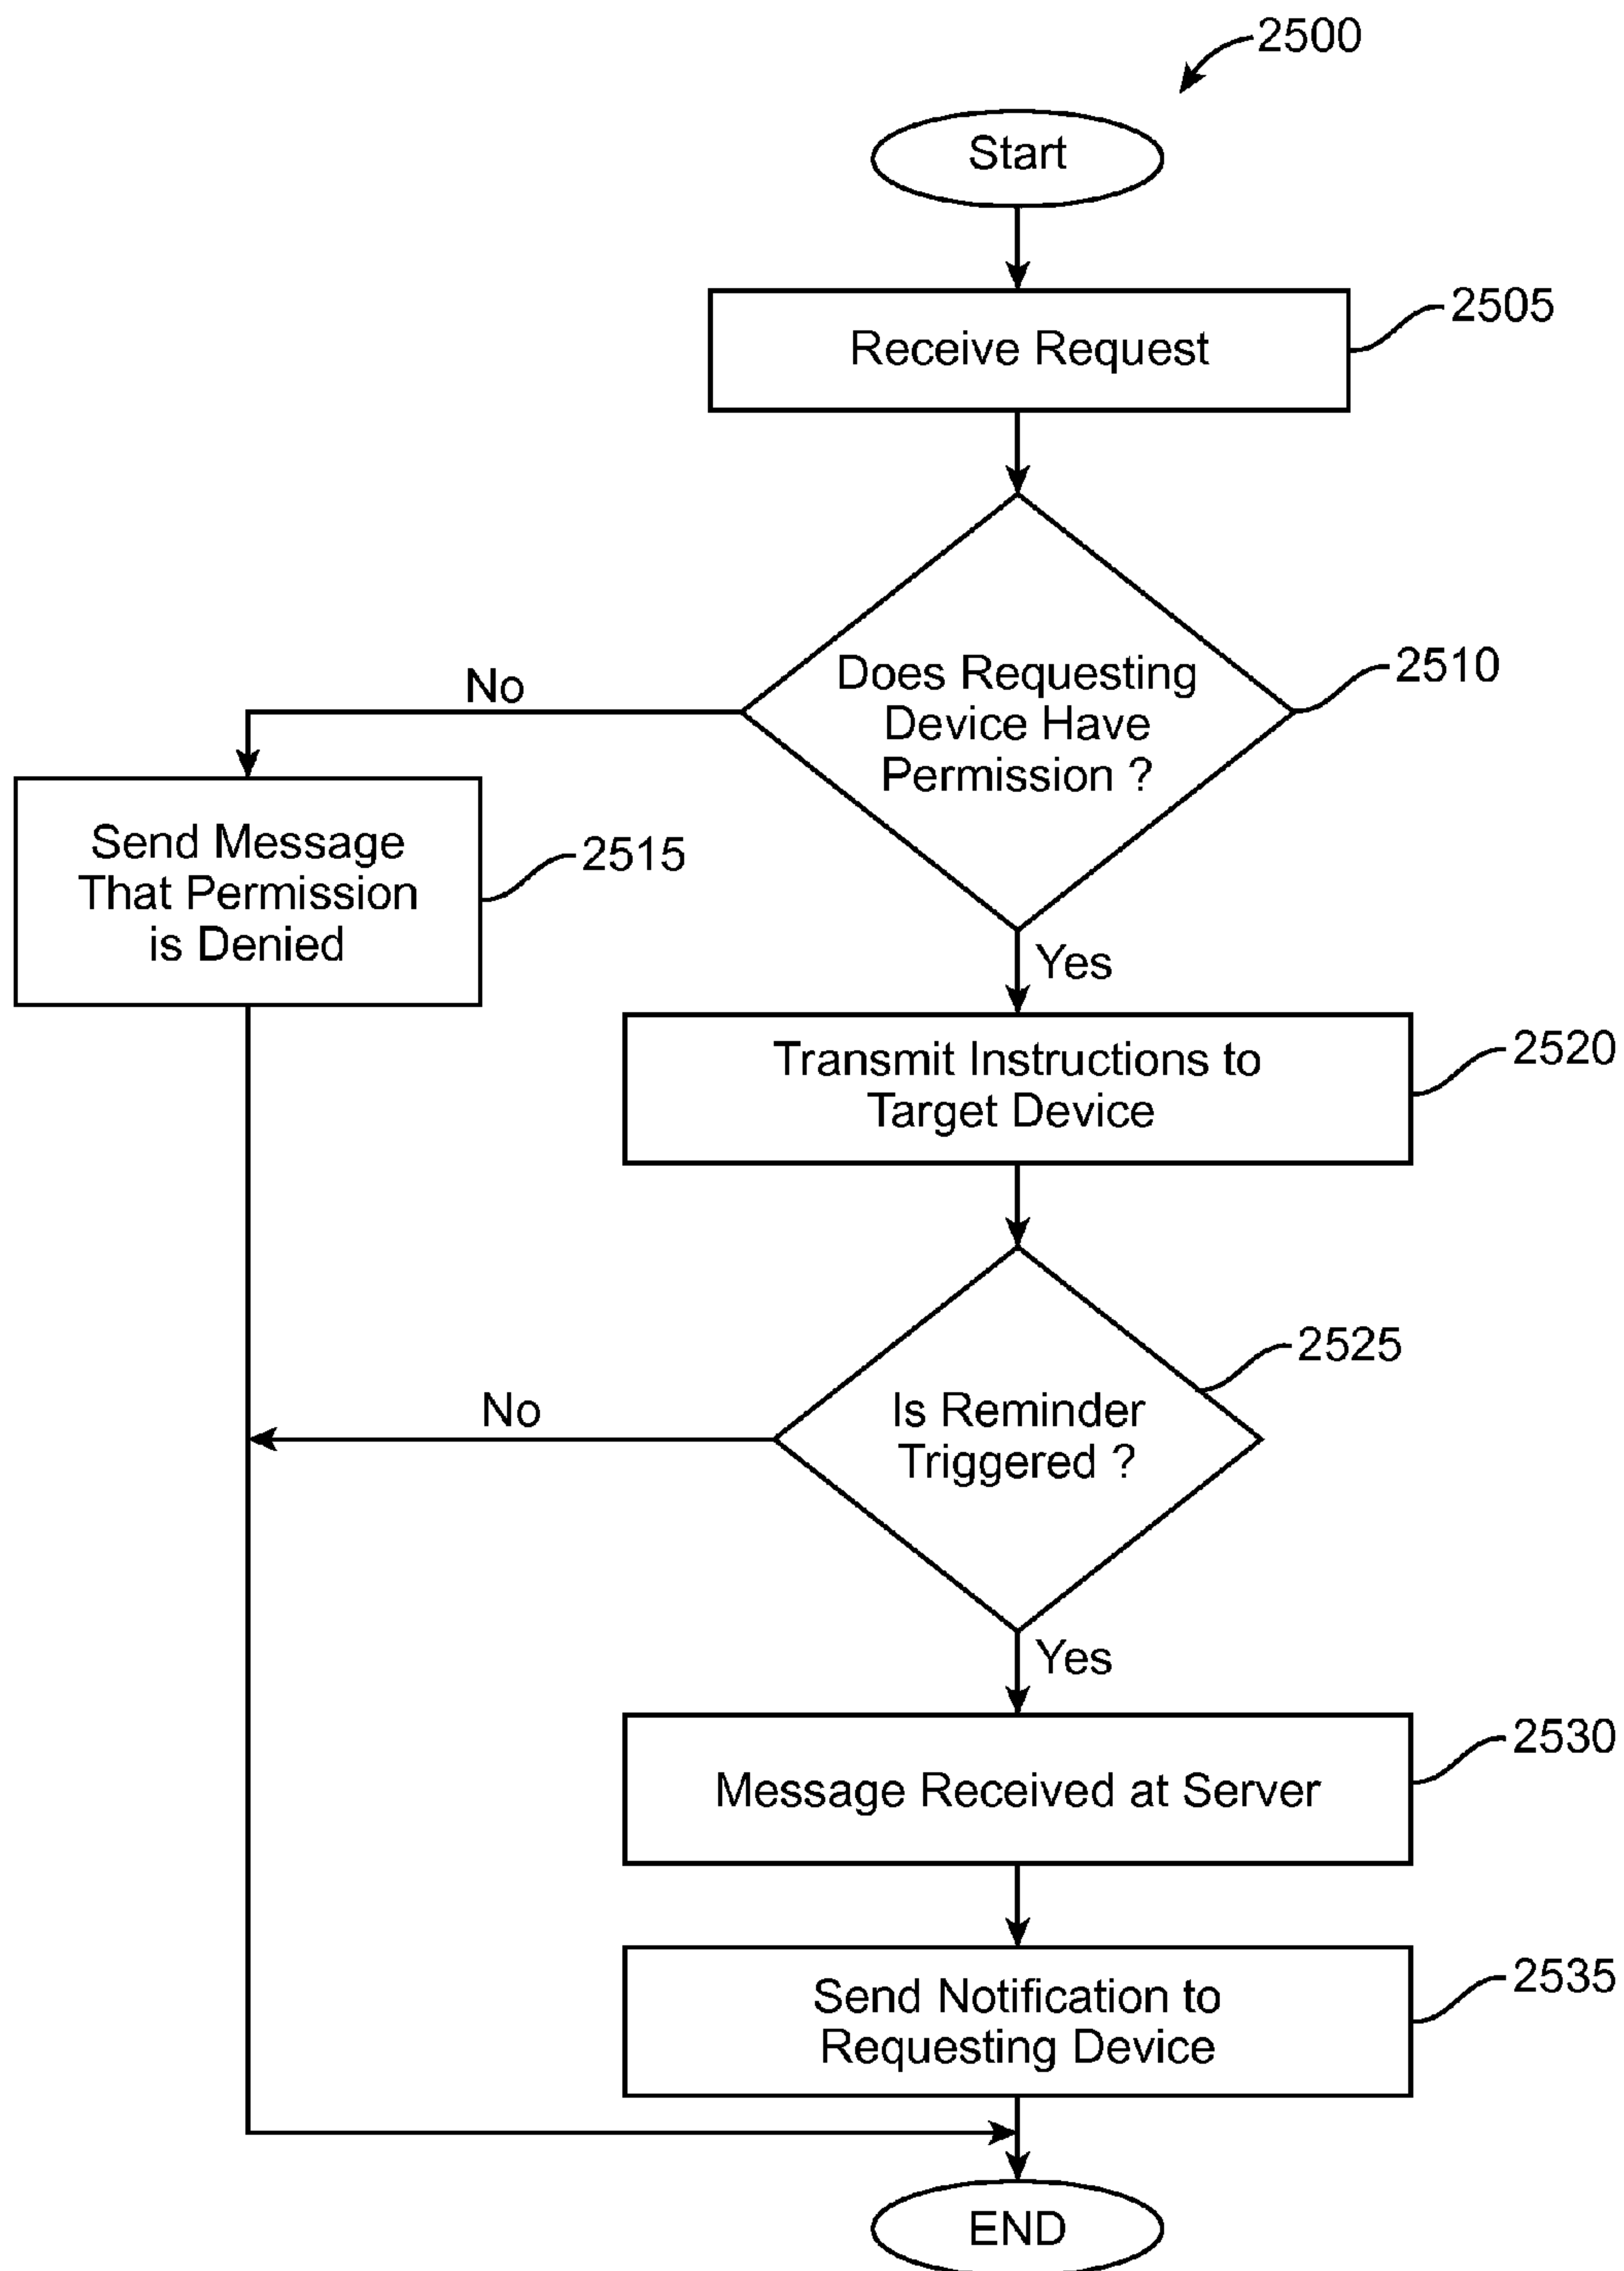 2500
Start
Receive Request
2505
Does Requesting
Device Have
Permission ?
2510
No
Send Message
That Permission
is Denied
2515
Yes
Transmit Instructions to
Target Device
2520
Is Reminder
Triggered ?
2525
No
Yes
Message Received at Server
2530
Send Notification to
Requesting Device
2535
END